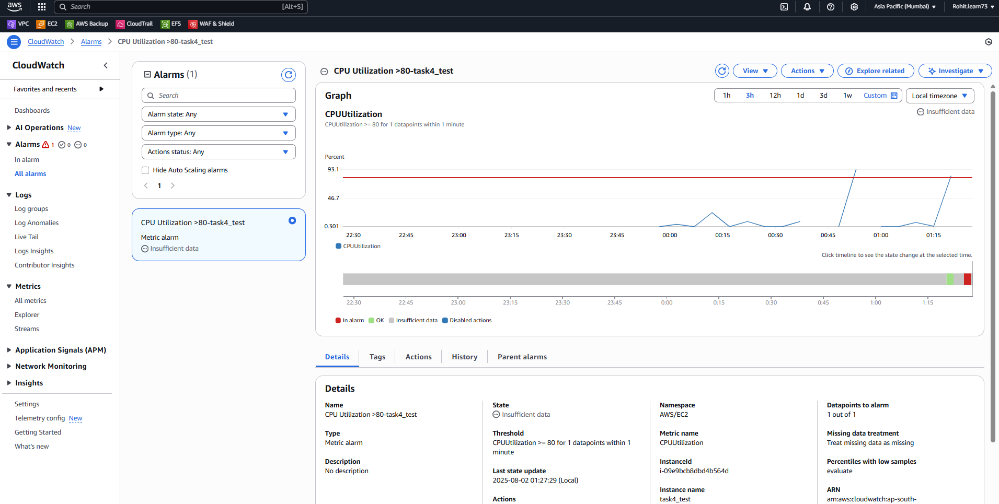 aws
Search [Alt+S]
Asia Pacific (Mumbai)
Rohit.learn73
VPC
EC2
AWS Backup
CloudTrail
EFS
WAF & Shield
CloudWatch
Alarms
CPU Utilization >80-task4_test
CloudWatch
Favorites and recents
Dashboards
AI Operations New
Alarms 1 0 0
In alarm
All alarms
Logs
Log groups
Log Anomalies
Live Tail
Logs Insights
Contributor Insights
Metrics
All metrics
Explorer
Streams
Application Signals (APM)
Network Monitoring
Insights
Settings
Telemetry config New
Getting Started
What's new
Alarms (1)
Search
Alarm state: Any
Alarm type: Any
Actions status: Any
Hide Auto Scaling alarms
1
CPU Utilization >80-task4_test
Metric alarm
Insufficient data
CPU Utilization >80-task4_test
View
Actions
Explore related
Investigate
Graph
1h 3h 12h 1d 3d 1w Custom
Local timezone
CPUUtilization
Insufficient data
CPUUtilization >= 80 for 1 datapoints within 1 minute
Percent
93.1
46.7
0.301
22:30 22:45 23:00 23:15 23:30 23:45 00:00 00:15 00:30 00:45 01:00 01:15
CPUUtilization
Click timeline to see the state change at the selected time.
22:30 22:45 23:00 23:15 23:30 23:45 0:00 0:15 0:30 0:45 1:00 1:15
In alarm OK Insufficient data Disabled actions
Details Tags Actions History Parent alarms
Details
Name
CPU Utilization >80-task4_test
Type
Metric alarm
Description
No description
State
Insufficient data
Threshold
CPUUtilization >= 80 for 1 datapoints within 1
minute
Last state update
2025-08-02 01:27:29 (Local)
Actions
Namespace
AWS/EC2
Metric name
CPUUtilization
InstanceId
i-09e9bcb8dbd4b564d
Instance name
task4_test
Datapoints to alarm
1 out of 1
Missing data treatment
Treat missing data as missing
Percentiles with low samples
evaluate
ARN
arn:aws:cloudwatch:ap-south-